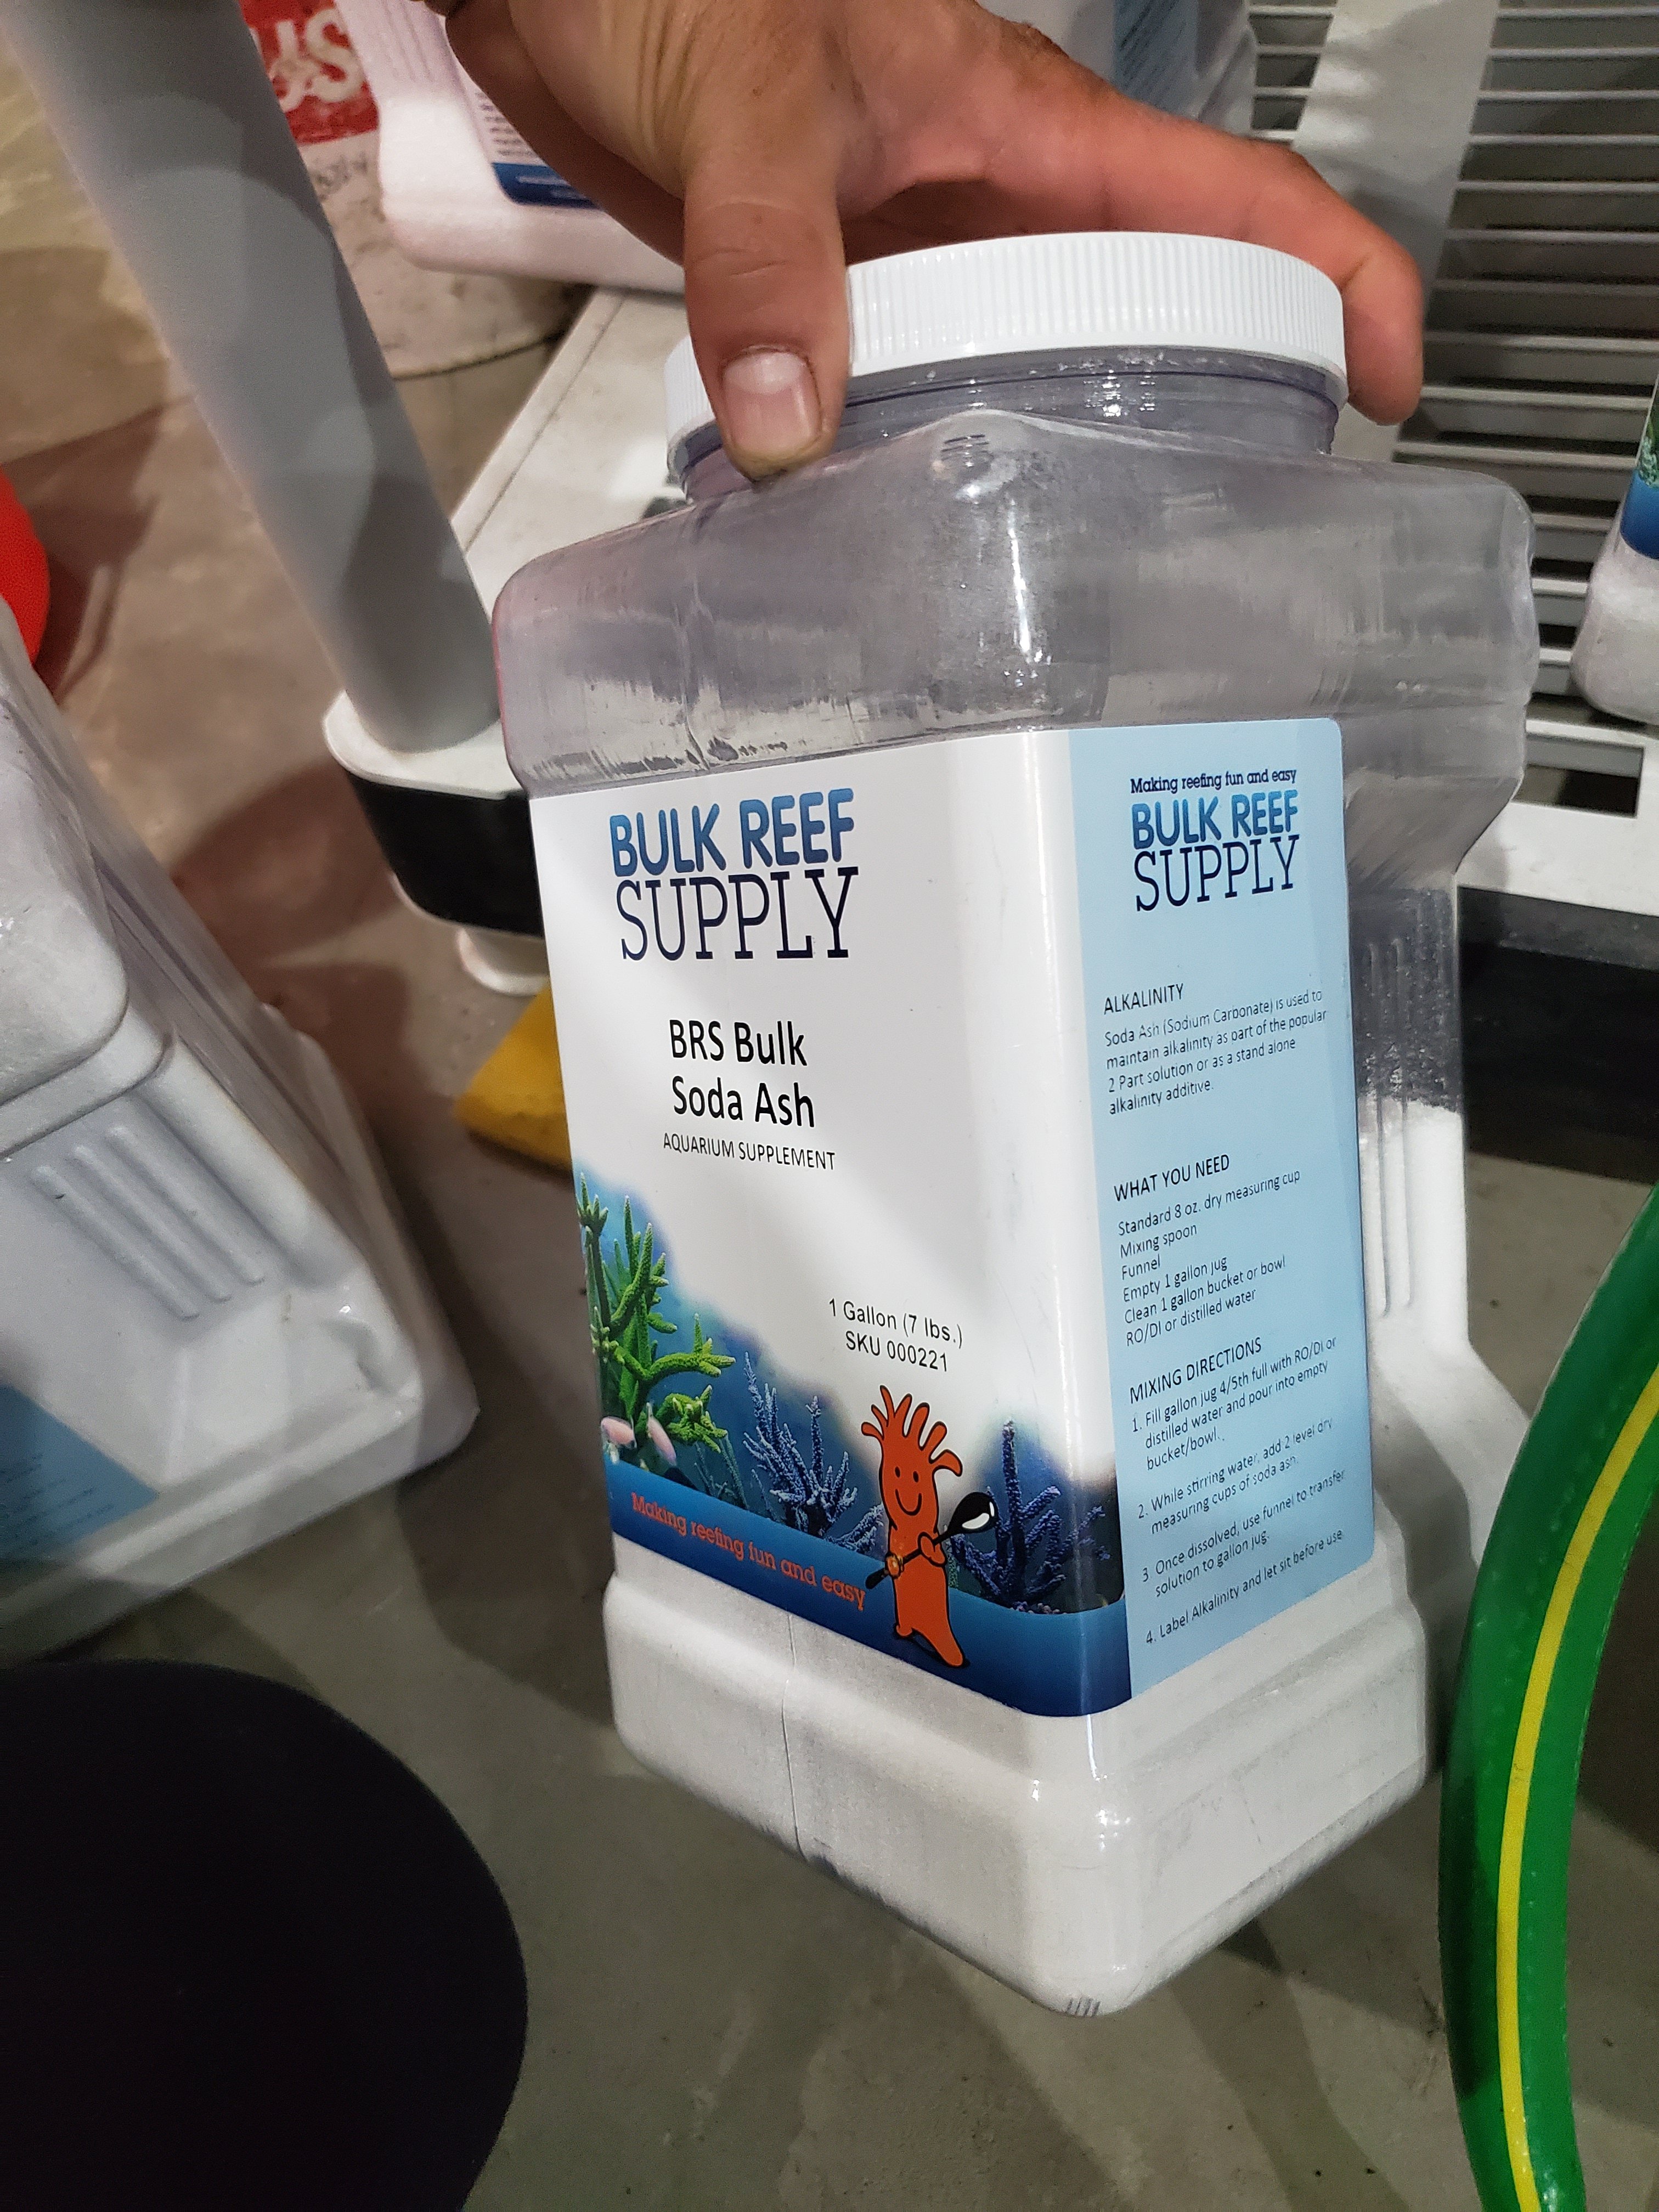 US
BULK REEF
SUPPLY
BRS Bulk
Soda Ash
AQUARIUM SUPPLEMENT
1 Gallon (7 lbs.)
SKU 000221
Making reefing fun and easy
Making reefing fun and easy
BULK REEF
SUPPLY
ALKALINITY
Soda Ash (Sodium Carbonate) is used to
maintain alkalinity as part of the popular
2 Part solution or as a stand alone
alkalinity additive.
WHAT YOU NEED
Standard 8 oz. dry measuring cup
Mixing spoon
Funnel
Empty 1 gallon jug
Clean 1 gallon bucket or bowl
RO/DI or distilled water
MIXING DIRECTIONS
1. Fill gallon jug 4/5th full with RO/DI or
distilled water and pour into empty
bucket/bowl.
2. While stirring water, add 2 level dry
measuring cups of soda ash.
3 Once dissolved, use funnel to transfer
solution to gallon jug.
4. Label Alkalinity and let sit before use